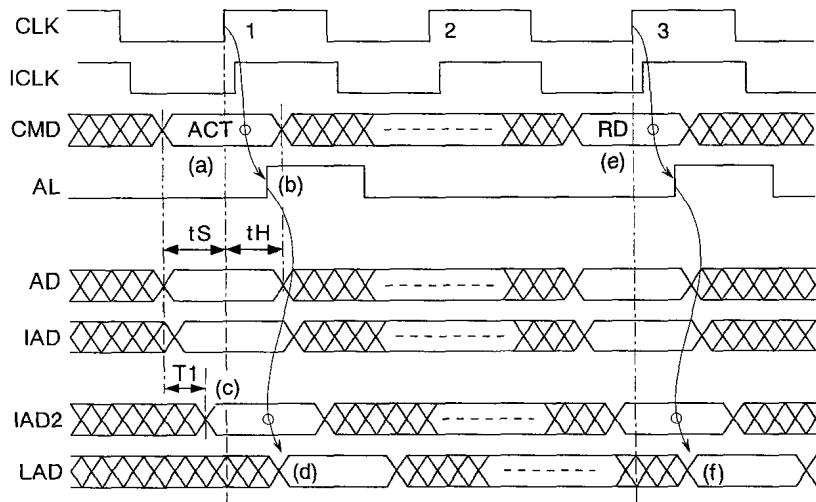 CLK 1 2 3
ICLK
CMD ACT RD
(a) (e)
AL (b)
tS tH
AD
IAD
T1 (c)
IAD2
LAD (d) (f)